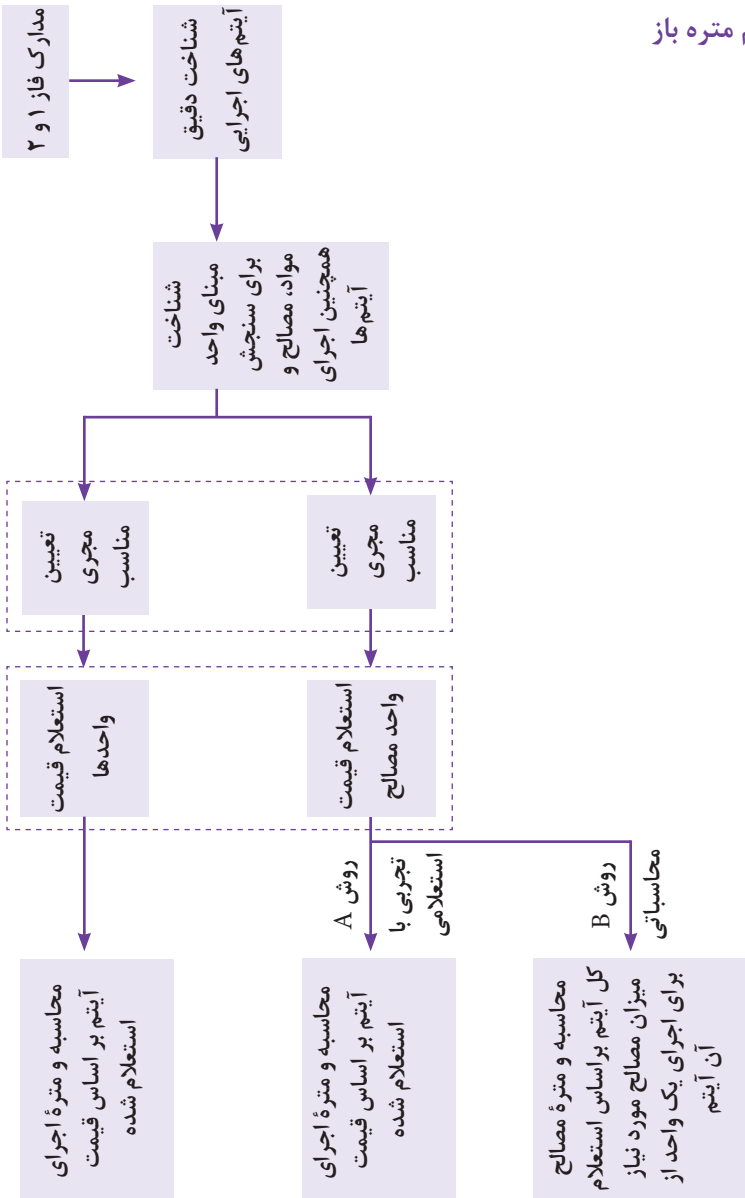 م متره باز
مدارک فاز ۱ و ۲
شناخت دقیق
آیتم‌های اجرایی
شناخت
مبنای واحد
برای سنجش
مواد، مصالح و
همچنین اجرای
آیتم‌ها
تعیین
مجری
مناسب
تعیین
مجری
مناسب
استعلام قیمت
واحدها
استعلام قیمت
واحد مصالح
روش A
تجربی با
استعلامی
روش B
محاسباتی
محاسبه و مترهٔ اجرای
آیتم بر اساس قیمت
استعلام شده
محاسبه و مترهٔ اجرای
آیتم بر اساس قیمت
استعلام شده
محاسبه و مترهٔ مصالح
کل آیتم براساس استعلام
میزان مصالح مورد نیاز
برای اجرای یک واحد از
آن آیتم